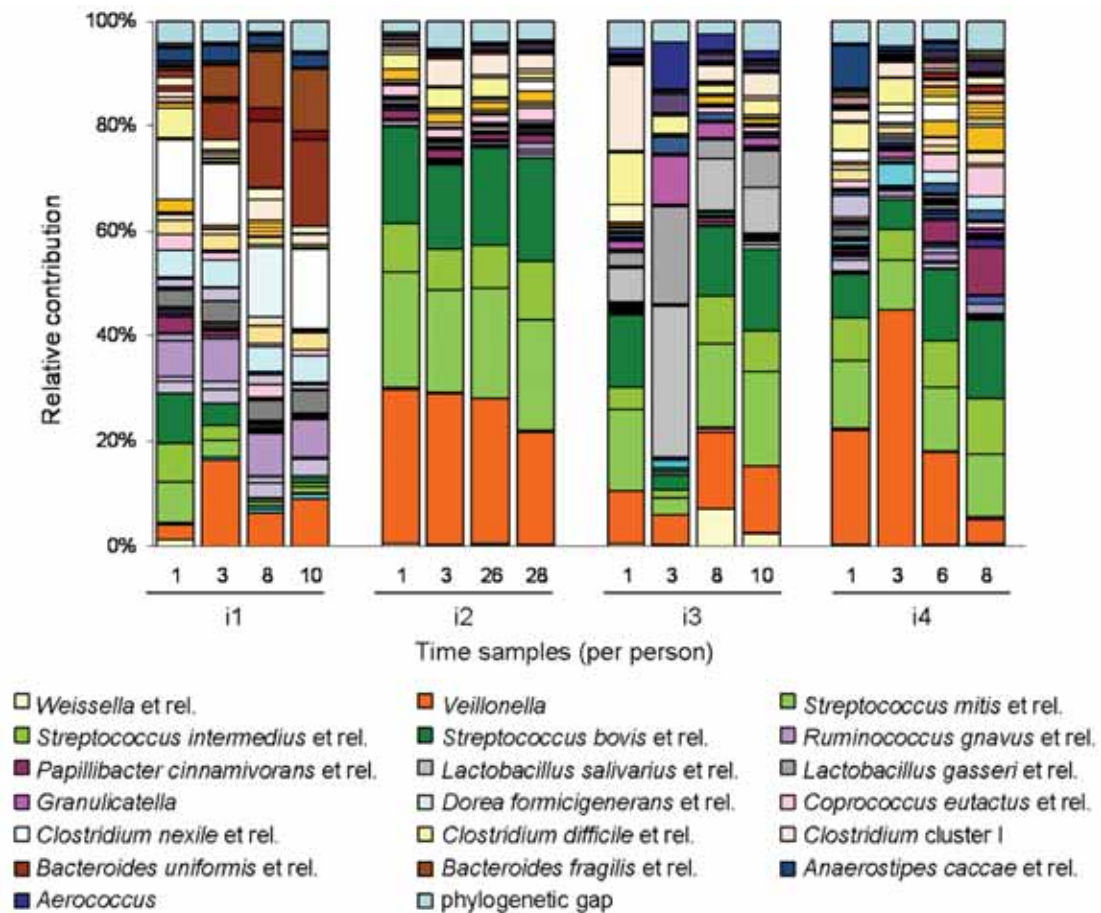 100%
80%
60%
40%
20%
0%
Relative contribution
1 3 8 10 1 3 26 28 1 3 8 10 1 3 6 8
i1 i2 i3 i4
Time samples (per person)
Weissella et rel. Veillonella Streptococcus mitis et rel.
Streptococcus intermedius et rel. Streptococcus bovis et rel. Ruminococcus gnavus et rel.
Papillibacter cinnamivorans et rel. Lactobacillus salivarius et rel. Lactobacillus gasseri et rel.
Granulicatella Dorea formicigenerans et rel. Coprococcus eutactus et rel.
Clostridium nexile et rel. Clostridium difficile et rel. Clostridium cluster I
Bacteroides uniformis et rel. Bacteroides fragilis et rel. Anaerostipes caccae et rel.
Aerococcus phylogenetic gap